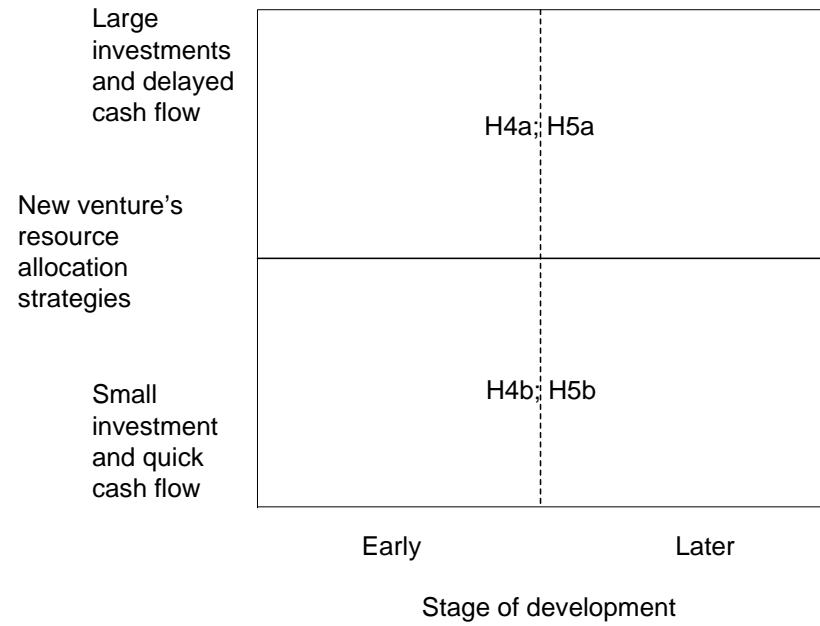 Large
investments
and delayed
cash flow
H4a; H5a
New venture’s
resource
allocation
strategies
H4b; H5b
Small
investment
and quick
cash flow
Early Later
Stage of development